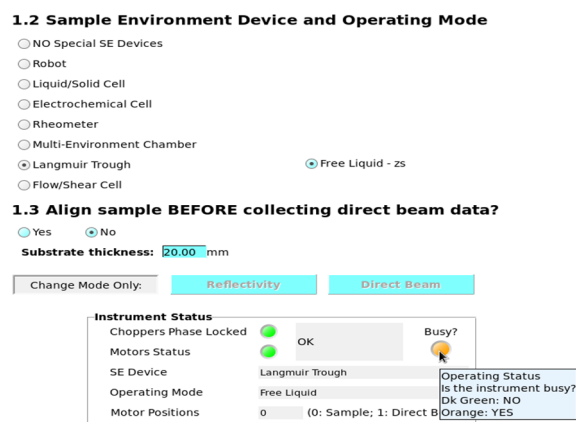 1.2 Sample Environment Device and Operating Mode
NO Special SE Devices
Robot
Liquid/Solid Cell
Electrochemical Cell
Rheometer
Multi-Environment Chamber
Langmuir Trough
Free Liquid - zs
Flow/Shear Cell
1.3 Align sample BEFORE collecting direct beam data?
Yes No
Substrate thickness: 20.00 mm
Change Mode Only: Reflectivity Direct Beam
Instrument Status
Choppers Phase Locked
OK
Busy?
Motors Status
SE Device Langmuir Trough
Operating Mode Free Liquid
Motor Positions 0 (0: Sample; 1: Direct B
Operating Status
Is the instrument busy?
Dk Green: NO
Orange: YES